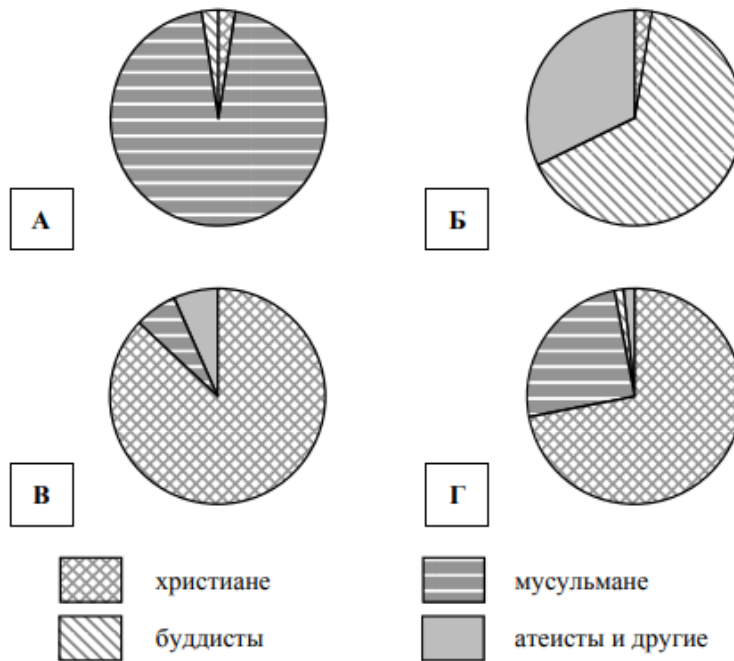 А
Б
В
Г
христиане
мусульмане
буддисты
атеисты и другие